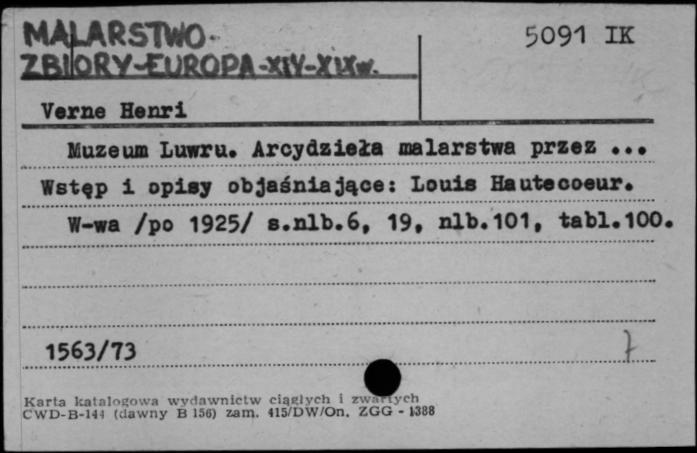 MALARSTWO-
5091 IK
ZBIORY-EUROPA-XIV-XIXw.
Verne Henri
Muzeum Luwru. Arcydzieła malarstwa przez ...
Wstęp i opisy objaśniające: Louis Hautecoeur.
W-wa /po 1925/ s.nlb.6, 19, nlb.101, tabl.100.
1563/73
7
Karta katalogowa wydawnictw ciągłych i zwartych
CWD-B-144 (dawny B 156) zam. 415/DW/On. ZGG - 1388